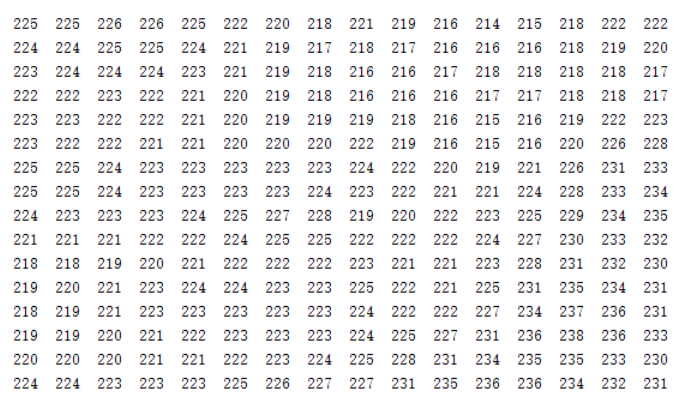 225 225 226 226 225 222 220 218 221 219 216 214 215 218 222 222
224 224 225 225 224 221 219 217 218 217 216 216 216 218 219 220
223 224 224 224 223 221 219 218 216 216 217 218 218 218 218 217
222 222 223 222 221 220 219 218 216 216 216 217 217 218 218 217
223 223 222 222 221 220 219 219 219 218 216 215 216 219 222 223
223 222 222 221 221 220 220 220 222 219 216 215 216 220 226 228
225 225 224 223 223 223 223 223 224 222 220 219 221 226 231 233
225 225 224 223 223 223 223 224 223 222 221 221 224 228 233 234
224 223 223 223 224 225 227 228 219 220 222 223 225 229 234 235
221 221 221 222 222 224 225 225 222 222 222 224 227 230 233 232
218 218 219 220 221 222 222 222 223 221 221 223 228 231 232 230
219 220 221 223 224 224 223 223 225 222 221 225 231 235 234 231
218 219 221 223 223 223 223 223 224 222 222 227 234 237 236 231
219 219 220 221 222 223 223 223 224 225 227 231 236 238 236 233
220 220 220 221 221 222 223 224 225 228 231 234 235 235 233 230
224 224 223 223 223 225 226 227 227 231 235 236 236 234 232 231